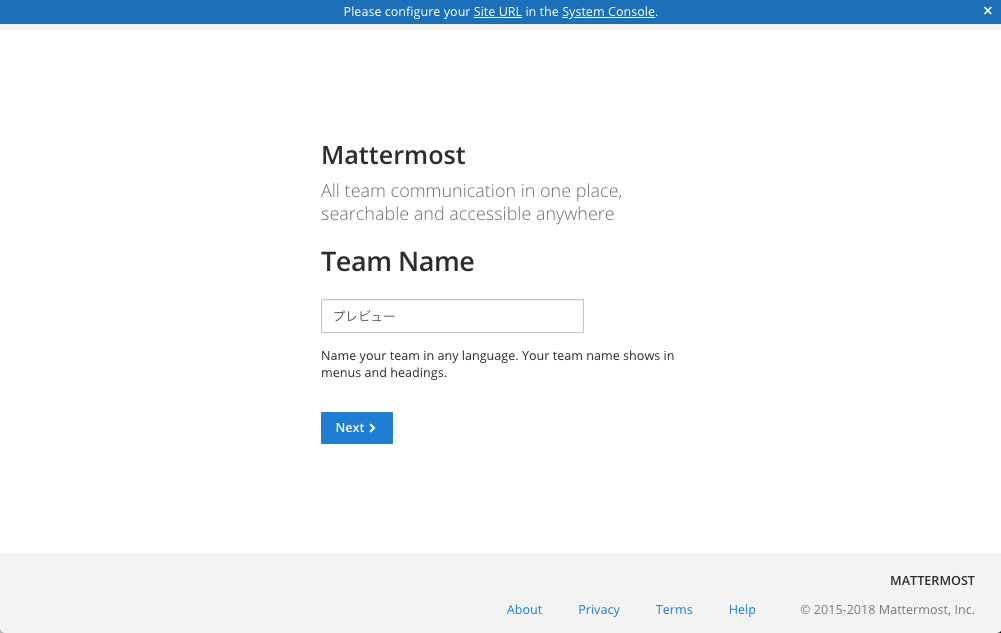 Please configure your Site URL in the System Console.
×
Mattermost
All team communication in one place,
searchable and accessible anywhere
Team Name
プレビュー
Name your team in any language. Your team name shows in
menus and headings.
Next
MATTERMOST
About Privacy Terms Help © 2015-2018 Mattermost, Inc.